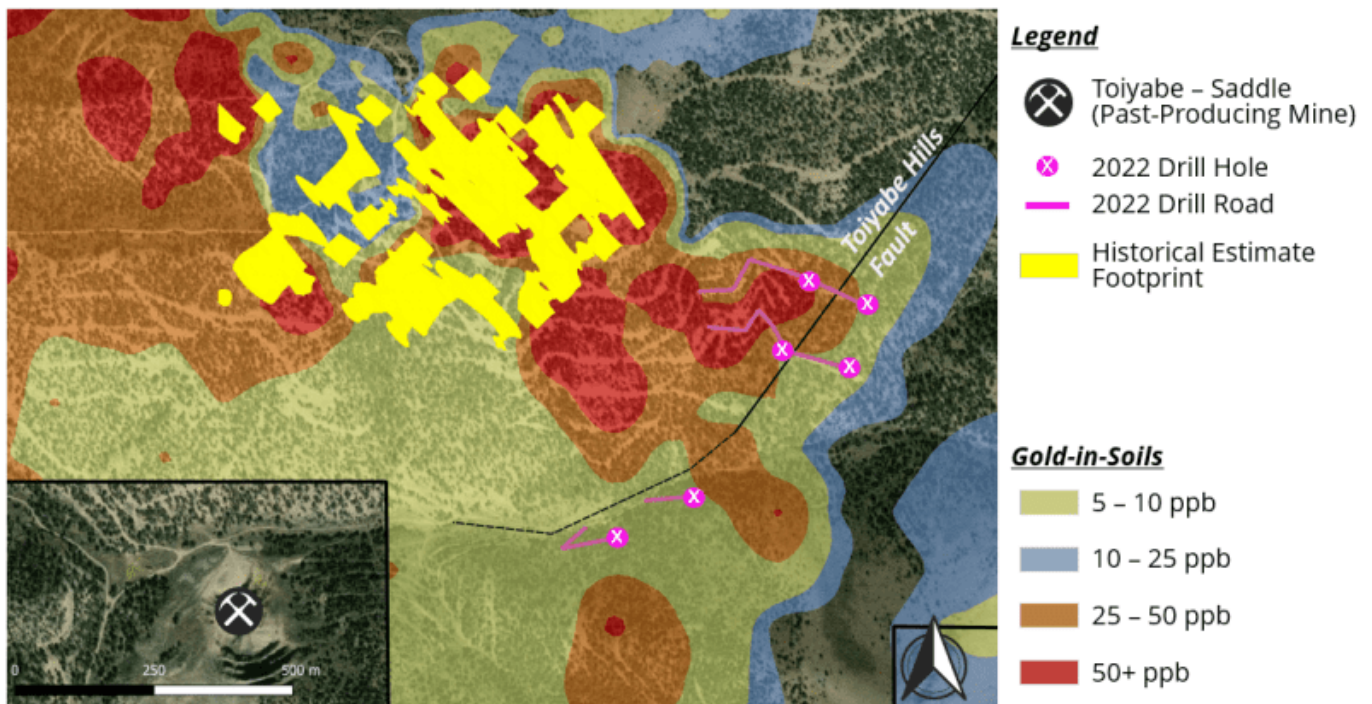 Toiyabe Hills
Fault
0 250 500 m
Legend
Toiyabe – Saddle
(Past-Producing Mine)
X 2022 Drill Hole
2022 Drill Road
Historical Estimate
Footprint
Gold-in-Soils
5 – 10 ppb
10 – 25 ppb
25 – 50 ppb
50+ ppb
X
X
X
X
X
X